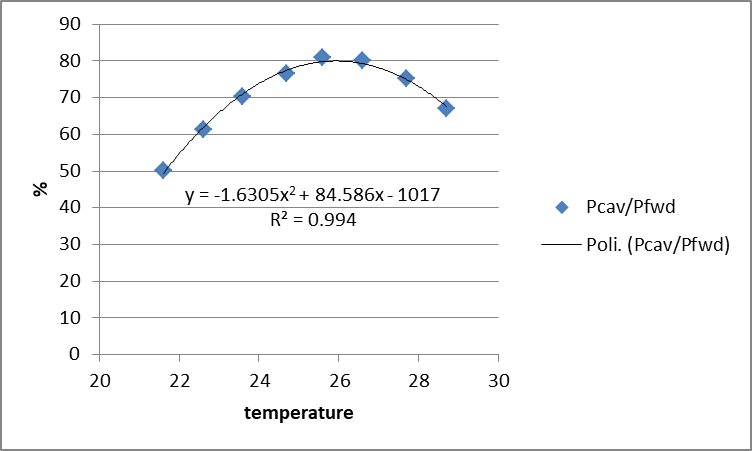 90
80
70
60
50
40
30
20
10
0
%
y = -1.6305x² + 84.586x - 1017
R² = 0.994
20 22 24 26 28 30
temperature
Pcav/Pfwd
Poli. (Pcav/Pfwd)